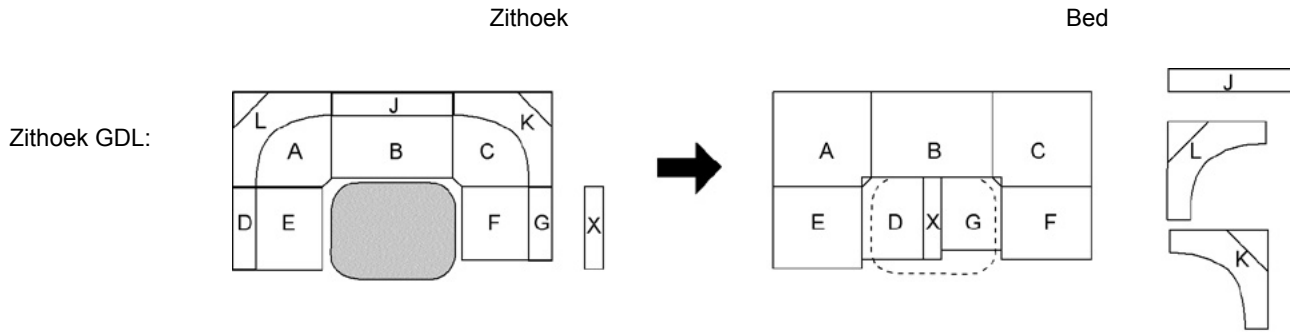 Zithoek
Bed
Zithoek GDL:
L J K
A B C
D E F G X
A B C
E D X G F
J
L
K